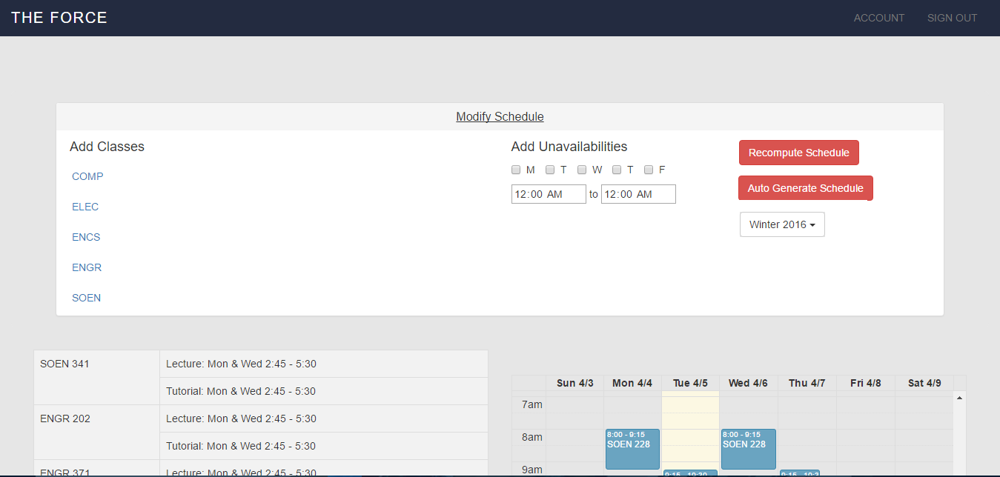 THE FORCE
ACCOUNT SIGN OUT
Modify Schedule
Add Classes
COMP
ELEC
ENCS
ENGR
SOEN
Add Unavailabilities
M T W T F
12:00 AM to 12:00 AM
Recompute Schedule
Auto Generate Schedule
Winter 2016
SOEN 341
Lecture: Mon & Wed 2:45 - 5:30
Tutorial: Mon & Wed 2:45 - 5:30
ENGR 202
Lecture: Mon & Wed 2:45 - 5:30
Tutorial: Mon & Wed 2:45 - 5:30
ENGR 371
Lecture: Mon & Wed 2:45 - 5:30
Sun 4/3 Mon 4/4 Tue 4/5 Wed 4/6 Thu 4/7 Fri 4/8 Sat 4/9
7am
8am
8:00 - 9:15
SOEN 228
8:00 - 9:15
SOEN 228
9am
9:15 - 10:30